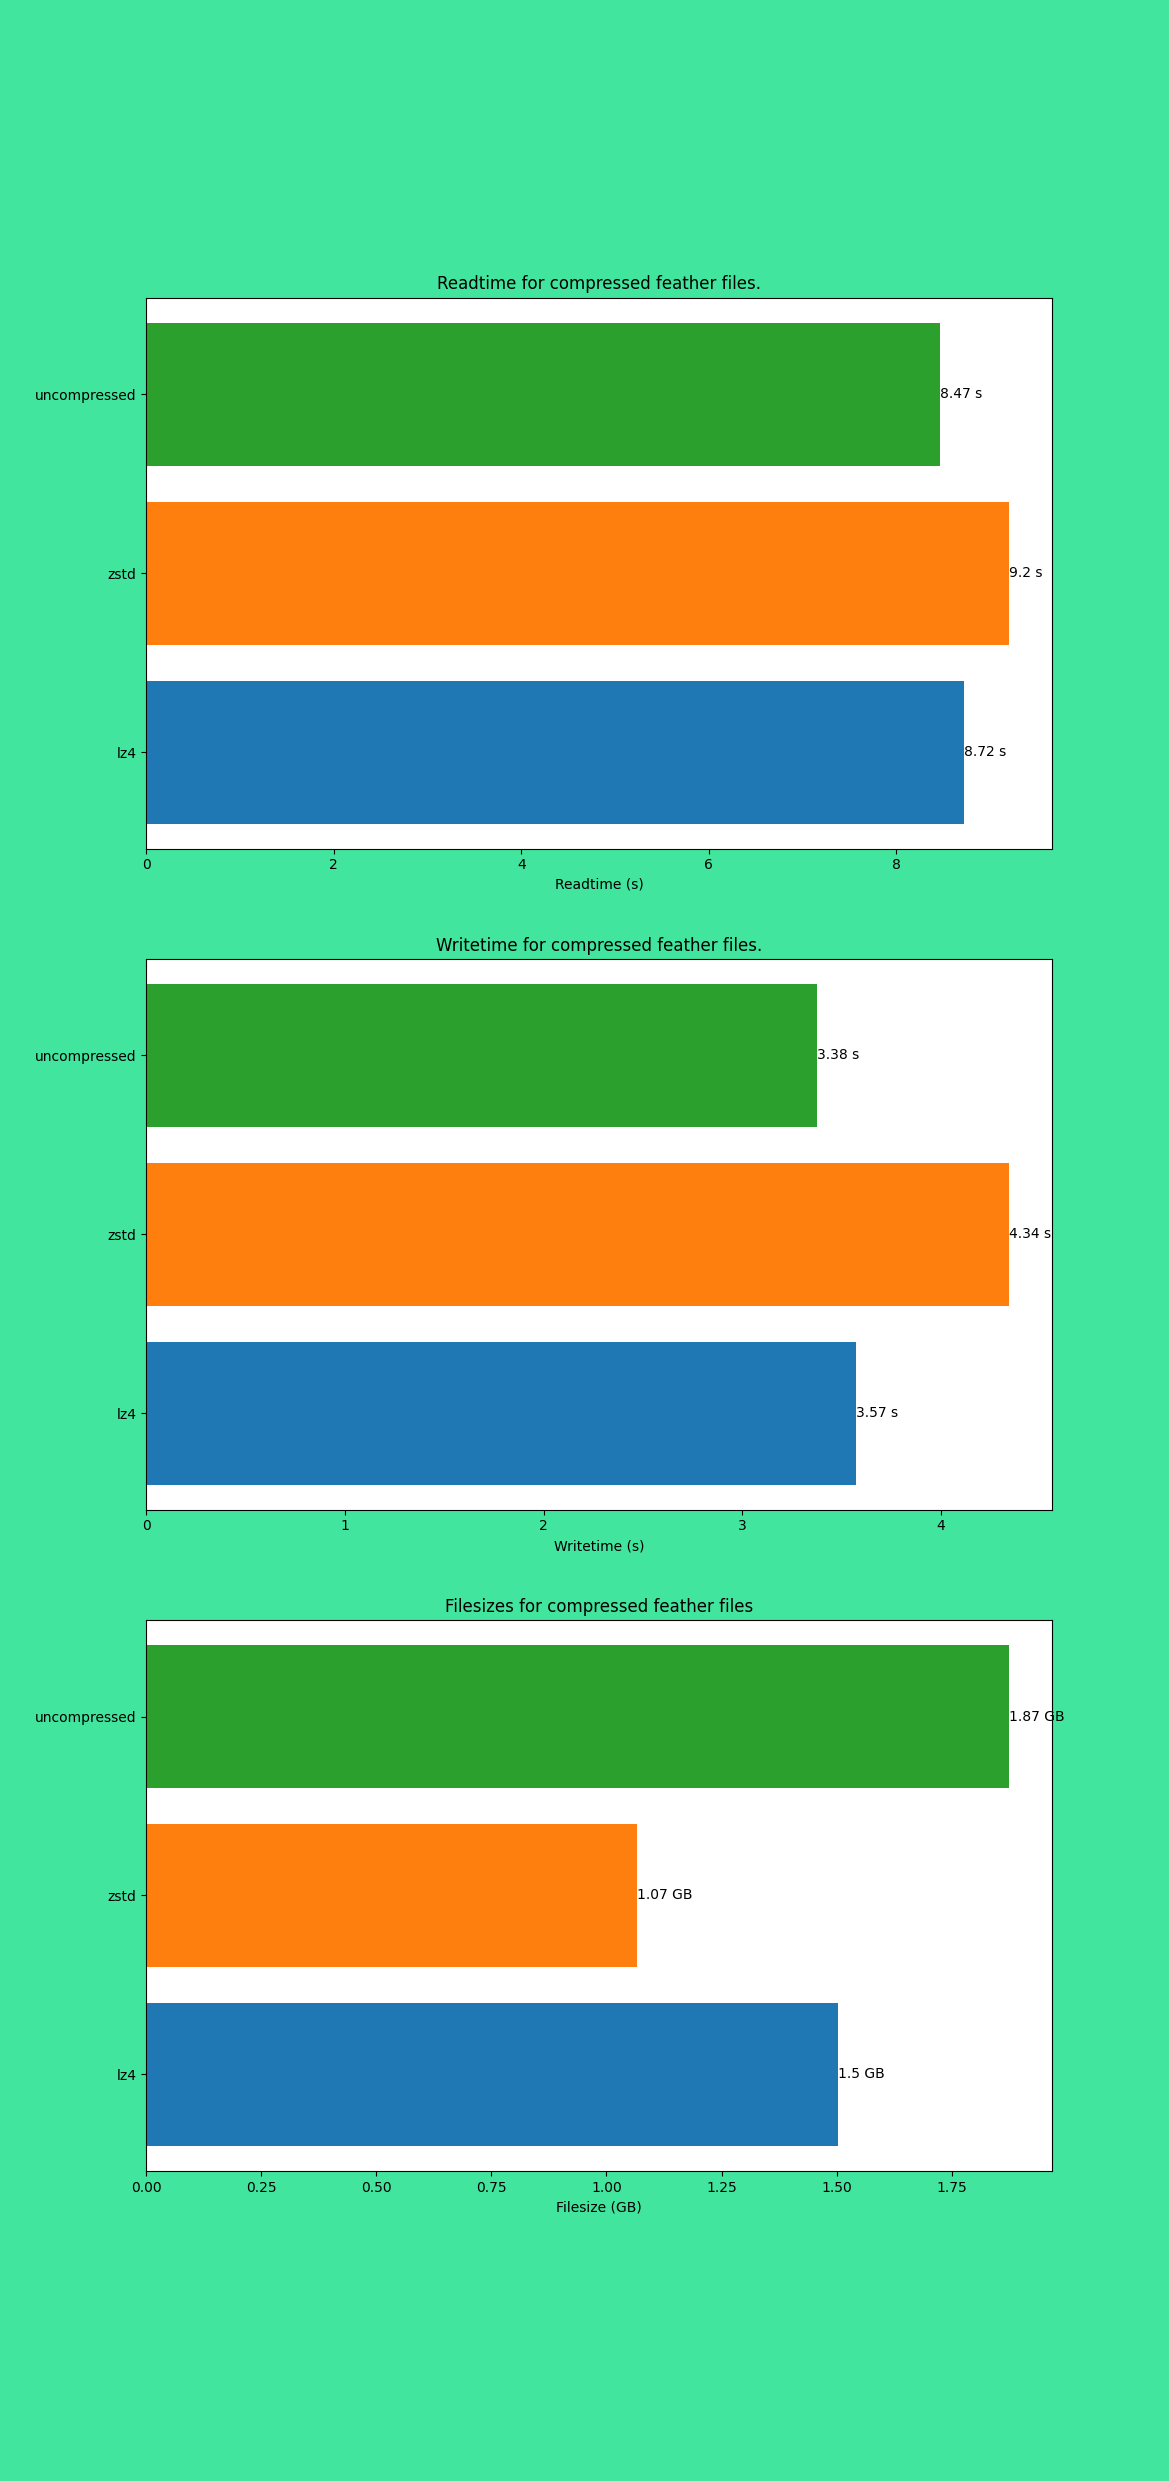 Readtime for compressed feather files.
uncompressed
8.47 s
zstd
9.2 s
lz4
8.72 s
0 2 4 6 8
Readtime (s)
Writetime for compressed feather files.
uncompressed
3.38 s
zstd
4.34 s
lz4
3.57 s
0 1 2 3 4
Writetime (s)
Filesizes for compressed feather files
uncompressed
1.87 GB
zstd
1.07 GB
lz4
1.5 GB
0.00 0.25 0.50 0.75 1.00 1.25 1.50 1.75
Filesize (GB)